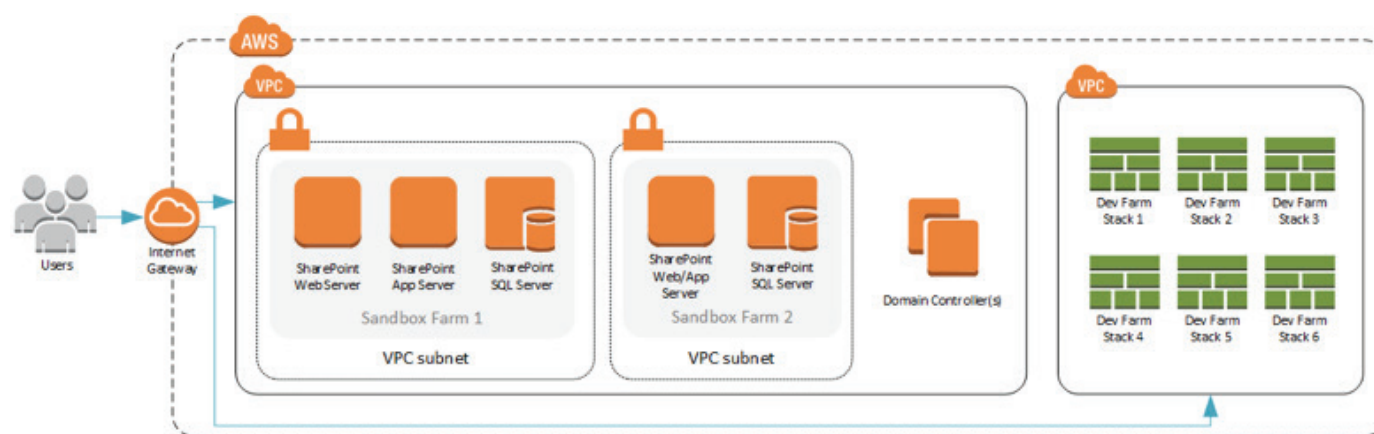 AWS
VPC
VPC
Users
Internet
Gateway
SharePoint
Web Server
SharePoint
App Server
SharePoint
SQL Server
Sandbox Farm 1
VPC subnet
SharePoint
Web/App
Server
SharePoint
SQL Server
Sandbox Farm 2
VPC subnet
Domain Controller(s)
Dev Farm
Stack 1
Dev Farm
Stack 2
Dev Farm
Stack 3
Dev Farm
Stack 4
Dev Farm
Stack 5
Dev Farm
Stack 6